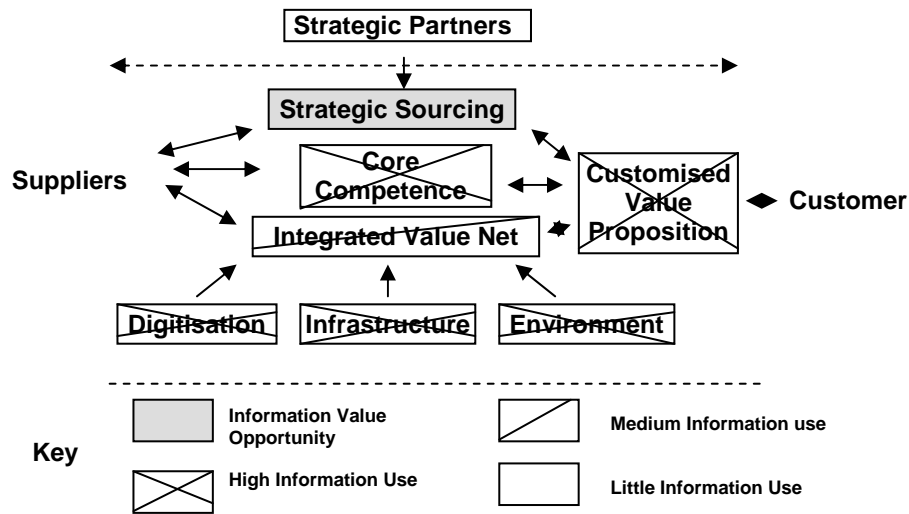 Strategic Partners
Strategic Sourcing
Core
Competence
Suppliers
Customised
Value
Proposition
Customer
Integrated Value Net
Digitisation
Infrastructure
Environment
Key
Information Value
Opportunity
Medium Information use
High Information Use
Little Information Use